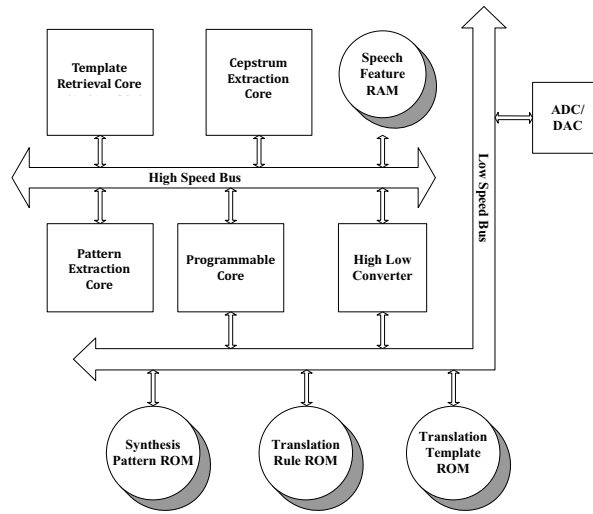 Template
Retrieval Core
Cepstrum
Extraction
Core
Speech
Feature
RAM
ADC/
DAC
High Speed Bus
Low Speed Bus
Pattern
Extraction
Core
Programmable
Core
High Low
Converter
Synthesis
Pattern ROM
Translation
Rule ROM
Translation
Template
ROM